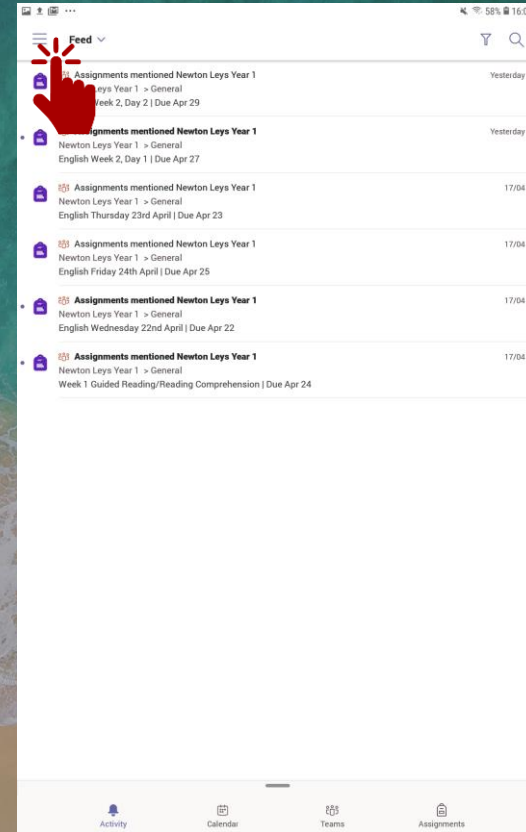 58% 16:0
Feed
Assignments mentioned Newton Leys Year 1
Yesterday
Leys Year 1 > General
Week 2, Day 2 | Due Apr 29
Assignments mentioned Newton Leys Year 1
Yesterday
Newton Leys Year 1 > General
English Week 2, Day 1 | Due Apr 27
Assignments mentioned Newton Leys Year 1
17/04
Newton Leys Year 1 > General
English Thursday 23rd April | Due Apr 23
Assignments mentioned Newton Leys Year 1
17/04
Newton Leys Year 1 > General
English Friday 24th April | Due Apr 25
Assignments mentioned Newton Leys Year 1
17/04
Newton Leys Year 1 > General
English Wednesday 22nd April | Due Apr 22
Assignments mentioned Newton Leys Year 1
17/04
Newton Leys Year 1 > General
Week 1 Guided Reading/Reading Comprehension | Due Apr 24
Activity
Calendar
Teams
Assignments